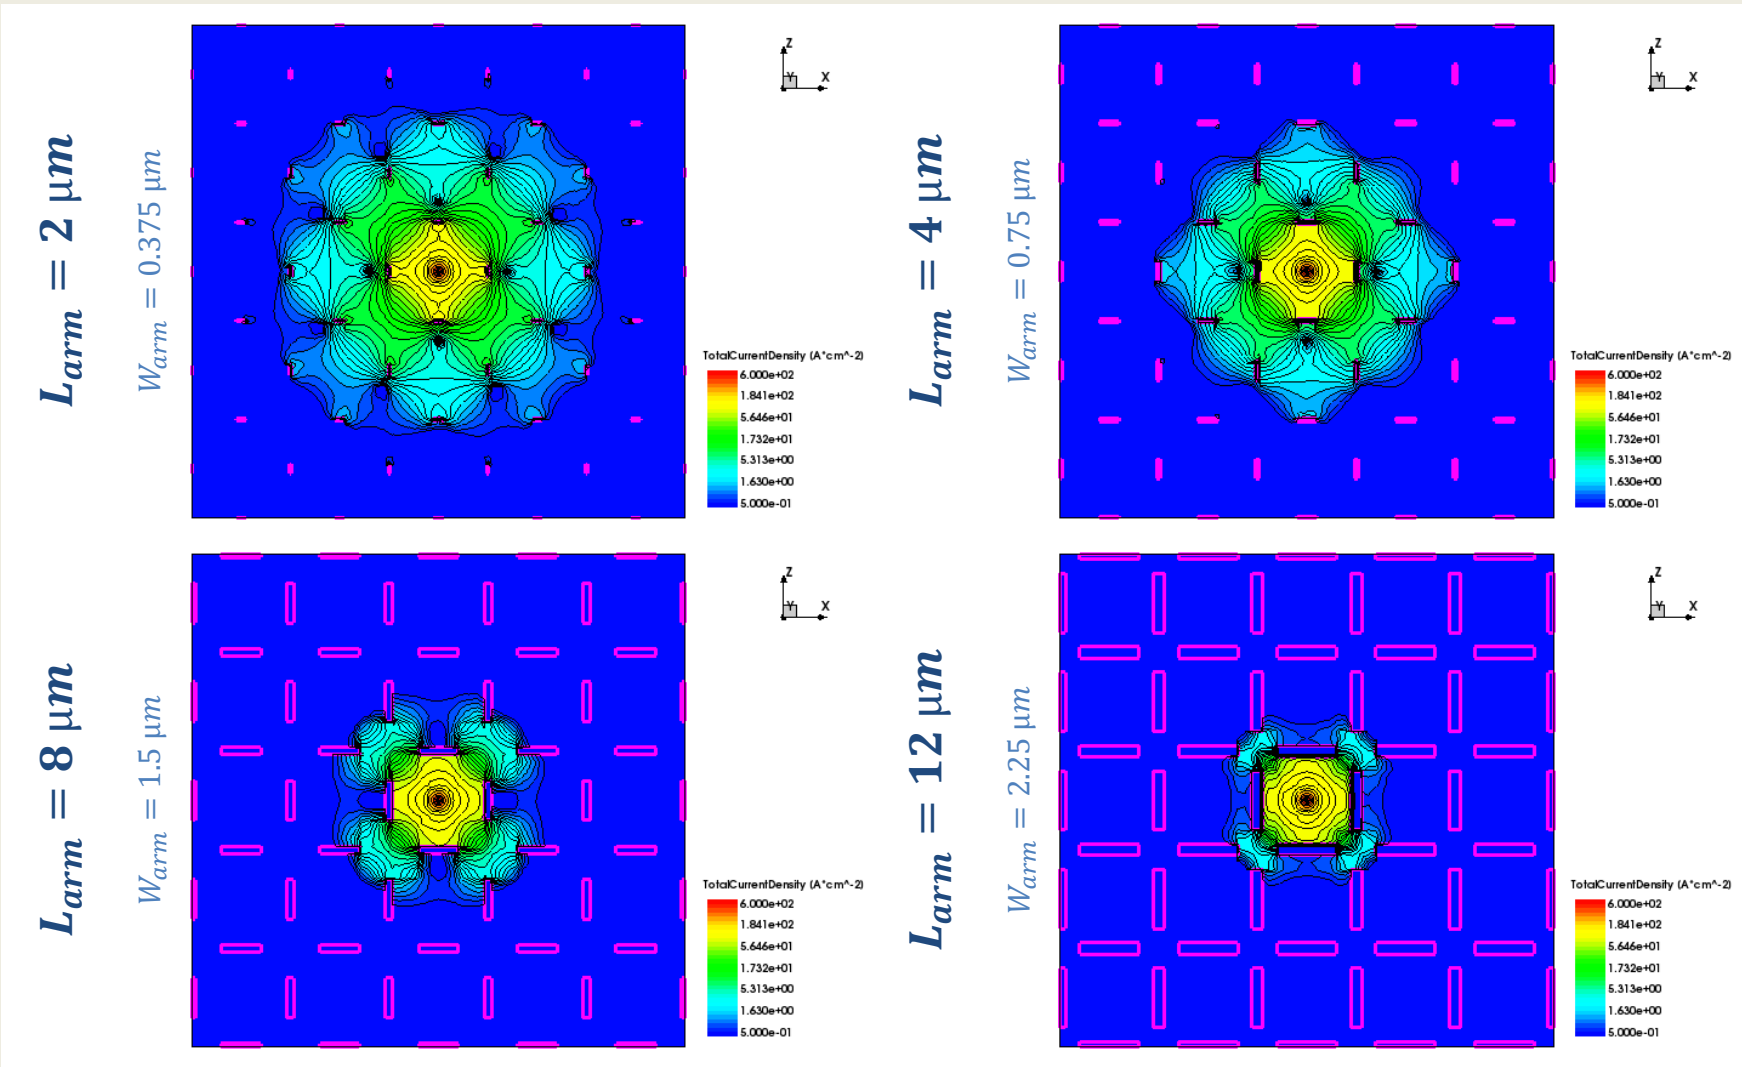 L_arm = 2 μm
W_arm = 0.375 μm
Z
Y X
TotalCurrentDensity (A*cm^-2)
6.000e+02
1.841e+02
5.646e+01
1.732e+01
5.313e+00
1.630e+00
5.000e-01
L_arm = 4 μm
W_arm = 0.75 μm
Z
Y X
TotalCurrentDensity (A*cm^-2)
6.000e+02
1.841e+02
5.646e+01
1.732e+01
5.313e+00
1.630e+00
5.000e-01
L_arm = 8 μm
W_arm = 1.5 μm
Z
Y X
TotalCurrentDensity (A*cm^-2)
6.000e+02
1.841e+02
5.646e+01
1.732e+01
5.313e+00
1.630e+00
5.000e-01
L_arm = 12 μm
W_arm = 2.25 μm
Z
Y X
TotalCurrentDensity (A*cm^-2)
6.000e+02
1.841e+02
5.646e+01
1.732e+01
5.313e+00
1.630e+00
5.000e-01